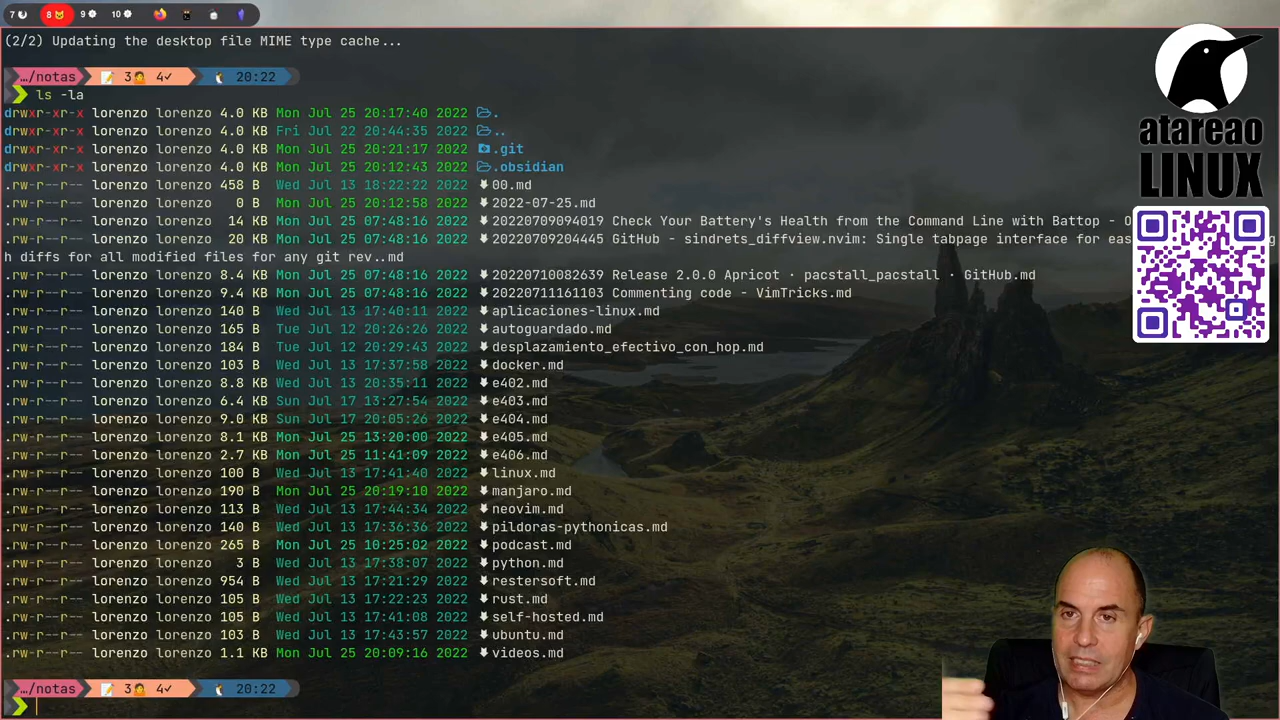 7 8 9 10
(2/2) Updating the desktop file MIME type cache...
…/notas 3 4✓ 20:22
ls -la
drwxr-xr-x lorenzo lorenzo 4.0 KB Mon Jul 25 20:17:40 2022 .
drwxr-xr-x lorenzo lorenzo 4.0 KB Fri Jul 22 20:44:35 2022 ..
drwxr-xr-x lorenzo lorenzo 4.0 KB Mon Jul 25 20:21:17 2022 .git
drwxr-xr-x lorenzo lorenzo 4.0 KB Mon Jul 25 20:12:43 2022 .obsidian
.rw-r--r-- lorenzo lorenzo 458 B Wed Jul 13 18:22:22 2022 00.md
.rw-r--r-- lorenzo lorenzo 0 B Mon Jul 25 20:12:58 2022 2022-07-25.md
.rw-r--r-- lorenzo lorenzo 14 KB Mon Jul 25 07:48:16 2022 20220709094019 Check Your Battery's Health from the Command Line with Battop - O
.rw-r--r-- lorenzo lorenzo 20 KB Mon Jul 25 07:48:16 2022 20220709204445 GitHub - sindrets_diffview.nvim: Single tabpage interface for eas g
h diffs for all modified files for any git rev..md
.rw-r--r-- lorenzo lorenzo 8.4 KB Mon Jul 25 07:48:16 2022 20220710082639 Release 2.0.0 Apricot · pacstall_pacstall · GitHub.md
.rw-r--r-- lorenzo lorenzo 9.4 KB Mon Jul 25 07:48:16 2022 20220711161103 Commenting code - VimTricks.md
.rw-r--r-- lorenzo lorenzo 140 B Wed Jul 13 17:40:11 2022 aplicaciones-linux.md
.rw-r--r-- lorenzo lorenzo 165 B Tue Jul 12 20:26:26 2022 autoguardado.md
.rw-r--r-- lorenzo lorenzo 184 B Tue Jul 12 20:29:43 2022 desplazamiento_efectivo_con_hop.md
.rw-r--r-- lorenzo lorenzo 103 B Wed Jul 13 17:37:58 2022 docker.md
.rw-r--r-- lorenzo lorenzo 8.8 KB Wed Jul 13 20:35:11 2022 e402.md
.rw-r--r-- lorenzo lorenzo 6.4 KB Sun Jul 17 13:27:54 2022 e403.md
.rw-r--r-- lorenzo lorenzo 9.0 KB Sun Jul 17 20:05:26 2022 e404.md
.rw-r--r-- lorenzo lorenzo 8.1 KB Mon Jul 25 13:20:00 2022 e405.md
.rw-r--r-- lorenzo lorenzo 2.7 KB Mon Jul 25 11:41:09 2022 e406.md
.rw-r--r-- lorenzo lorenzo 100 B Wed Jul 13 17:41:40 2022 linux.md
.rw-r--r-- lorenzo lorenzo 190 B Mon Jul 25 20:19:10 2022 manjaro.md
.rw-r--r-- lorenzo lorenzo 113 B Wed Jul 13 17:44:34 2022 neovim.md
.rw-r--r-- lorenzo lorenzo 140 B Wed Jul 13 17:36:36 2022 pildoras-pythonicas.md
.rw-r--r-- lorenzo lorenzo 265 B Mon Jul 25 10:25:02 2022 podcast.md
.rw-r--r-- lorenzo lorenzo 3 B Wed Jul 13 17:38:07 2022 python.md
.rw-r--r-- lorenzo lorenzo 954 B Wed Jul 13 17:21:29 2022 restersoft.md
.rw-r--r-- lorenzo lorenzo 105 B Wed Jul 13 17:22:23 2022 rust.md
.rw-r--r-- lorenzo lorenzo 105 B Wed Jul 13 17:41:08 2022 self-hosted.md
.rw-r--r-- lorenzo lorenzo 103 B Wed Jul 13 17:43:57 2022 ubuntu.md
.rw-r--r-- lorenzo lorenzo 1.1 KB Mon Jul 25 20:09:16 2022 videos.md
…/notas 3 4✓ 20:22
atareao
LINUX